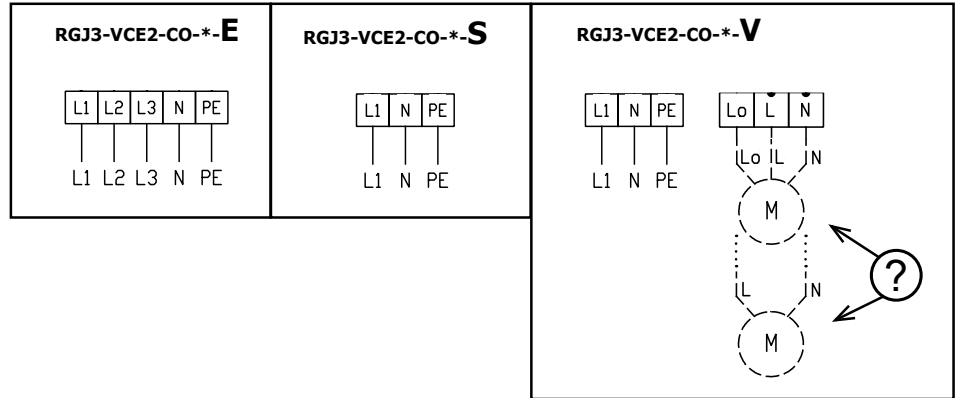 RGJ3-VCE2-CO-*-E
L1 L2 L3 N PE
L1 L2 L3 N PE
RGJ3-VCE2-CO-*-S
L1 N PE
L1 N PE
RGJ3-VCE2-CO-*-V
L1 N PE
L1 N PE
Lo L N
Lo L N
M
?
L N
M